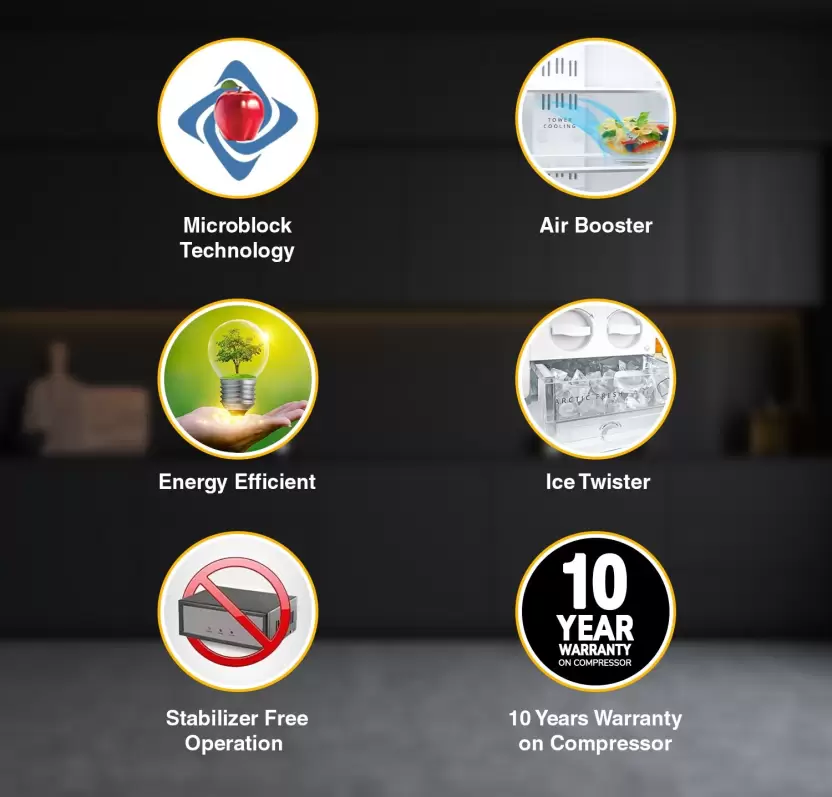 TOWER
COOLING
Microblock
Technology
Air Booster
ARCTIC FRESH
Energy Efficient
Ice Twister
10
YEAR
WARRANTY
ON COMPRESSOR
Stabilizer Free
Operation
10 Years Warranty
on Compressor